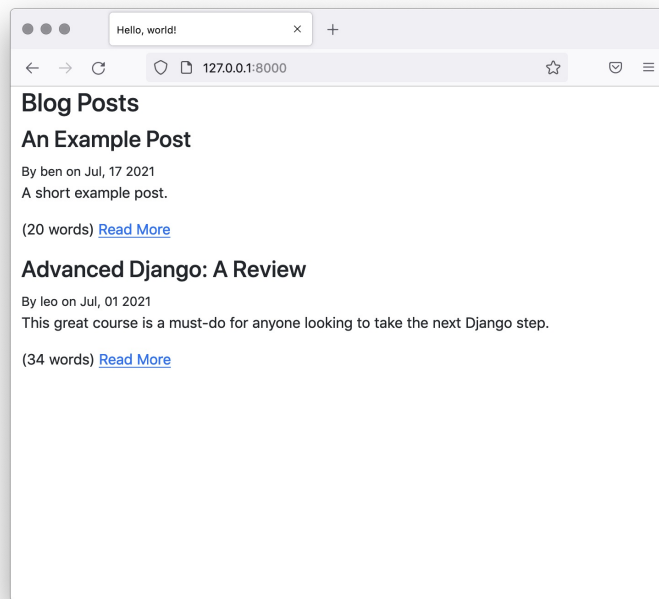 Hello, world!
127.0.0.1:8000
Blog Posts
An Example Post
By ben on Jul, 17 2021
A short example post.
(20 words) Read More
Advanced Django: A Review
By leo on Jul, 01 2021
This great course is a must-do for anyone looking to take the next Django step.
(34 words) Read More